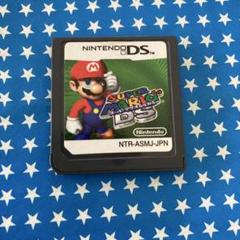 NINTENDO DS
SUPER
MARIO 64
DS
Nintendo
NTR-ASMJ-JPN